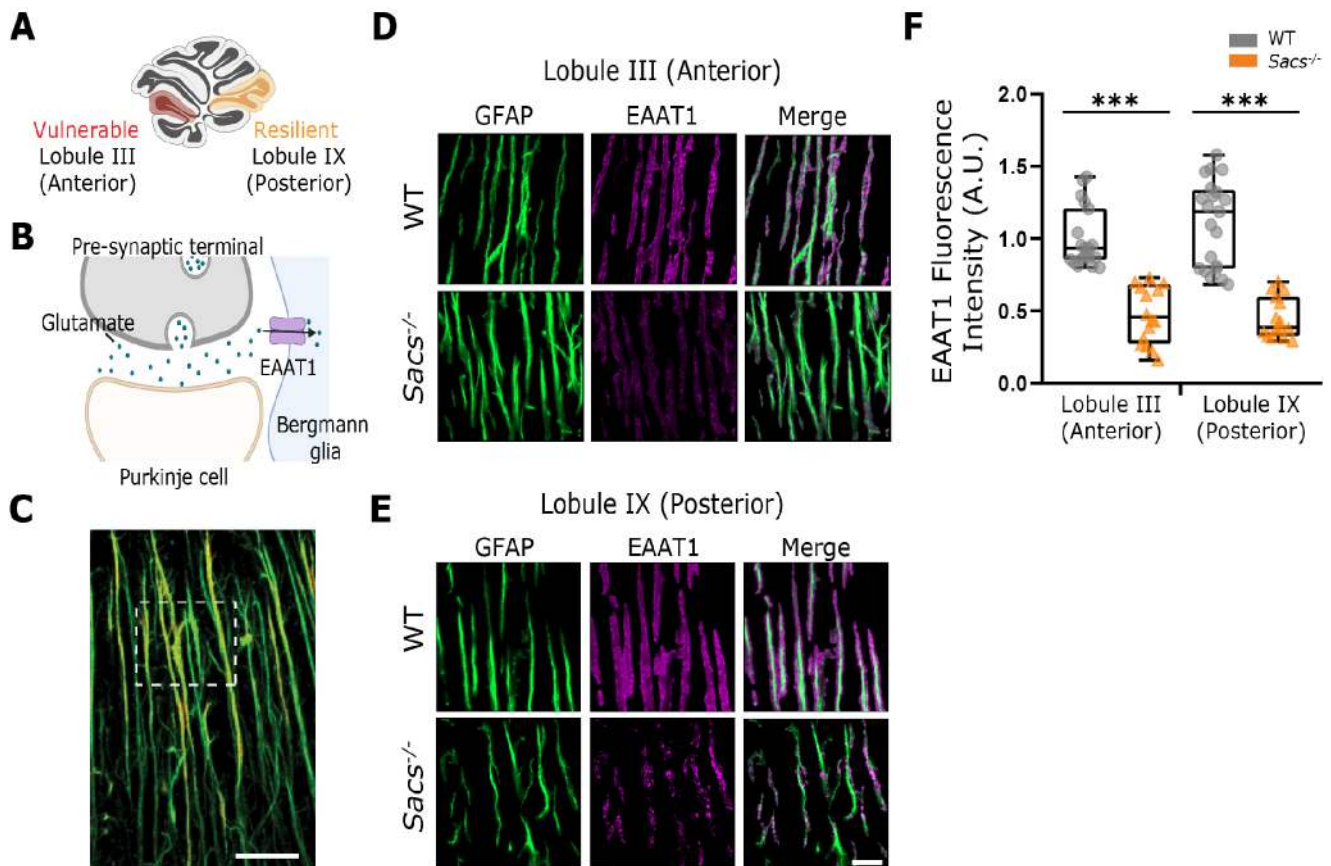 A
Vulnerable
Lobule III
(Anterior)
Resilient
Lobule IX
(Posterior)
B
Pre-synaptic terminal
Glutamate
EAAT1
Bergmann
glia
Purkinje cell
C
D
Lobule III (Anterior)
GFAP EAAT1 Merge
WT
Sacs-/-
E
Lobule IX (Posterior)
GFAP EAAT1 Merge
WT
Sacs-/-
F
WT
Sacs-/-
EAAT1 Fluorescence
Intensity (A.U.)
2.0
1.5
1.0
0.5
0.0
*** ***
Lobule III
(Anterior)
Lobule IX
(Posterior)